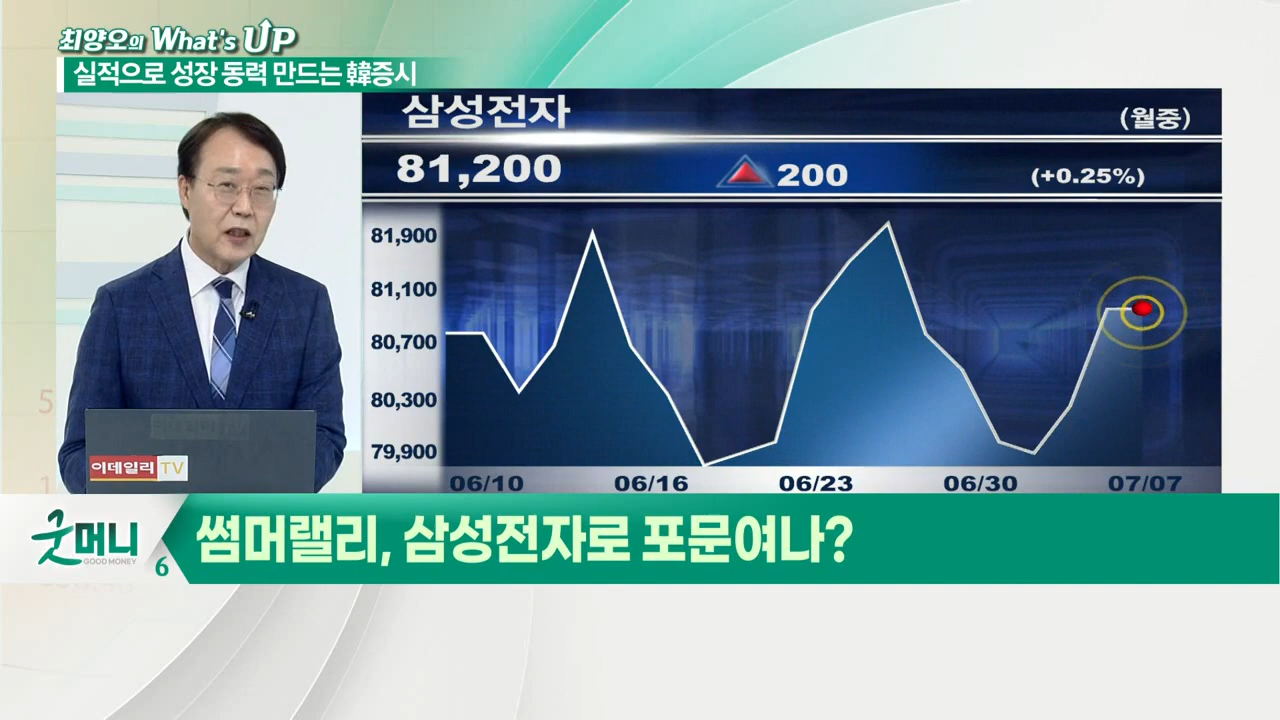 최양오의 What's UP
실적으로 성장 동력 만드는 韓증시
삼성전자
(월중)
81,200
200
(+0.25%)
81,900
81,100
80,700
80,300
79,900
06/10 06/16 06/23 06/30 07/07
이데일리 TV
굿머니
GOOD MONEY
6
썸머랠리, 삼성전자로 포문여나?